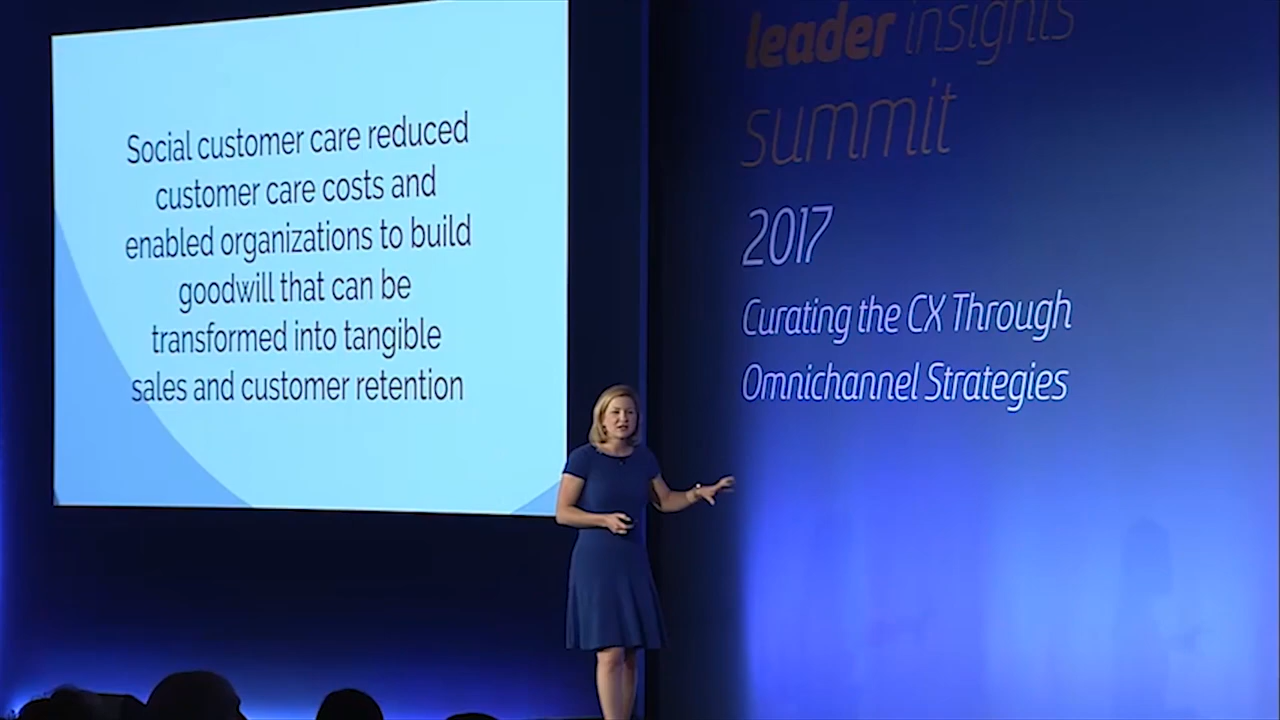 Social customer care reduced
customer care costs and
enabled organizations to build
goodwill that can be
transformed into tangible
sales and customer retention
leader insights
summit
2017
Curating the CX Through
Omnichannel Strategies